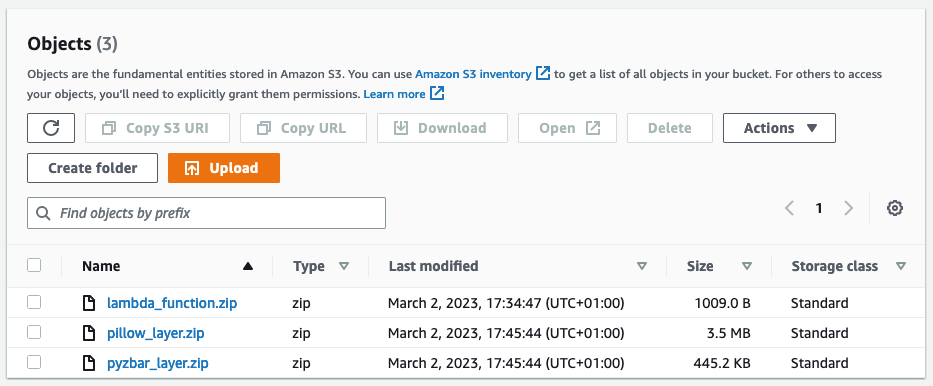 Objects (3)
Objects are the fundamental entities stored in Amazon S3. You can use Amazon S3 inventory to get a list of all objects in your bucket. For others to access
your objects, you'll need to explicitly grant them permissions. Learn more
Copy S3 URI Copy URL Download Open Delete Actions
Create folder Upload
Find objects by prefix 1
Name Type Last modified Size Storage class
lambda_function.zip zip March 2, 2023, 17:34:47 (UTC+01:00) 1009.0 B Standard
pillow_layer.zip zip March 2, 2023, 17:45:44 (UTC+01:00) 3.5 MB Standard
pyzbar_layer.zip zip March 2, 2023, 17:45:44 (UTC+01:00) 445.2 KB Standard